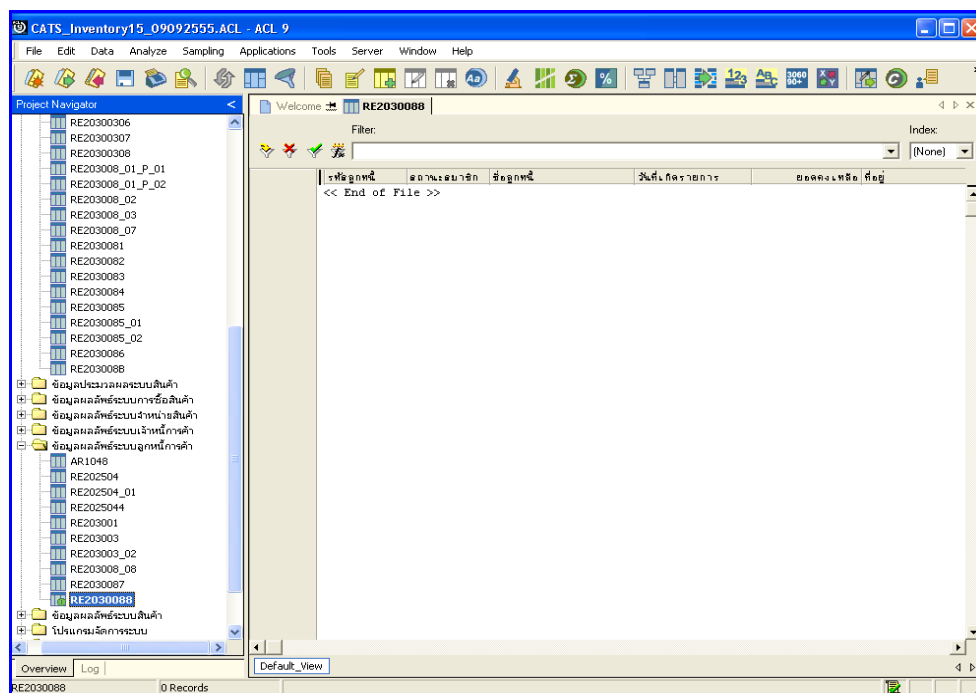 CATS_Inventory15_09092555.ACL - ACL 9
File Edit Data Analyze Sampling Applications Tools Server Window Help
Project Navigator <
Welcome RE2030088
RE20300306
RE20300307
RE20300308
RE203008_01_P_01
RE203008_01_P_02
RE203008_02
RE203008_03
RE203008_07
RE2030081
RE2030082
RE2030083
RE2030084
RE2030085
RE2030085_01
RE2030085_02
RE2030086
RE203008B
ข้อมูลประมวลผลระบบสินค้า
ข้อมูลผลลัพธ์ระบบการซื้อสินค้า
ข้อมูลผลลัพธ์ระบบจำหน่ายสินค้า
ข้อมูลผลลัพธ์ระบบเจ้าหนี้การค้า
ข้อมูลผลลัพธ์ระบบลูกหนี้การค้า
AR1048
RE202504
RE202504_01
RE2025044
RE203001
RE203003
RE203003_02
RE203008_08
RE2030087
RE2030088
ข้อมูลผลลัพธ์ระบบสินค้า
โปรแกรมจัดการระบบ
Overview Log
Filter: Index:
(None)
รหัสลูกหนี้ สถานะสมาชิก ชื่อลูกหนี้ วันที่เกิดรายการ ยอดคงเหลือ ที่อยู่
<< End of File >>
Default_View
RE2030088 0 Records